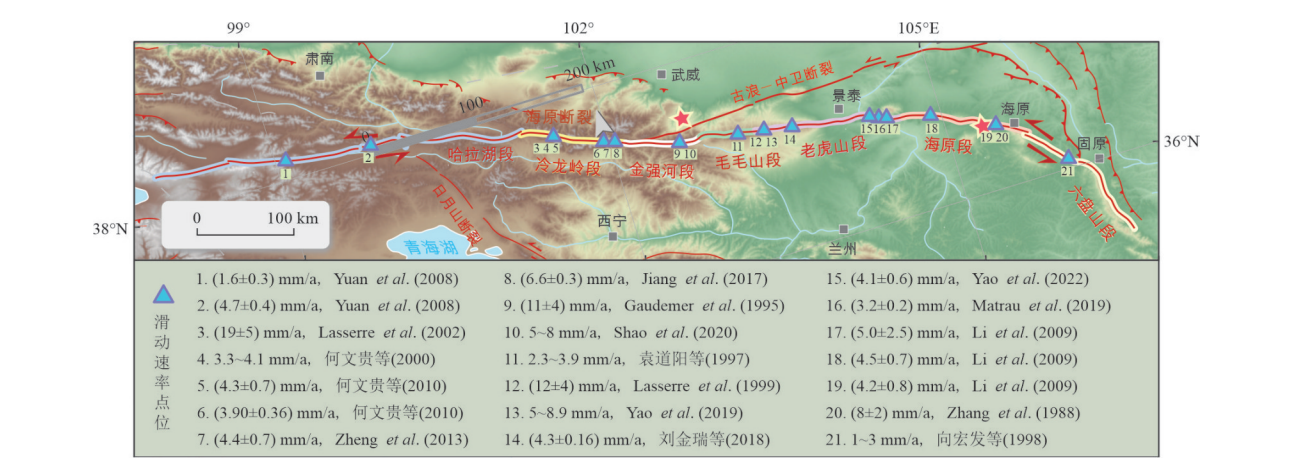 99° 102° 105°E
肃南
200 km
武威
古浪—中卫断裂
100
景泰
海原
海原断裂
0
固原
36°N
2
哈拉湖段
3 4 5
冷龙岭段
6 7/8
金强河段
9 10
11
毛毛山段
12 13
14
老虎山段
151617
18
海原段
19 20
21
1
日月山断裂
六盘山段
0 100 km
西宁
38°N
青海湖
兰州
滑动速率点位
1. (1.6±0.3) mm/a, Yuan et al. (2008)
2. (4.7±0.4) mm/a, Yuan et al. (2008)
3. (19±5) mm/a, Lasserre et al. (2002)
4. 3.3~4.1 mm/a, 何文贵等(2000)
5. (4.3±0.7) mm/a, 何文贵等(2010)
6. (3.90±0.36) mm/a, 何文贵等(2010)
7. (4.4±0.7) mm/a, Zheng et al. (2013)
8. (6.6±0.3) mm/a, Jiang et al. (2017)
9. (11±4) mm/a, Gaudemer et al. (1995)
10. 5~8 mm/a, Shao et al. (2020)
11. 2.3~3.9 mm/a, 袁道阳等(1997)
12. (12±4) mm/a, Lasserre et al. (1999)
13. 5~8.9 mm/a, Yao et al. (2019)
14. (4.3±0.16) mm/a, 刘金瑞等(2018)
15. (4.1±0.6) mm/a, Yao et al. (2022)
16. (3.2±0.2) mm/a, Matrau et al. (2019)
17. (5.0±2.5) mm/a, Li et al. (2009)
18. (4.5±0.7) mm/a, Li et al. (2009)
19. (4.2±0.8) mm/a, Li et al. (2009)
20. (8±2) mm/a, Zhang et al. (1988)
21. 1~3 mm/a, 向宏发等(1998)